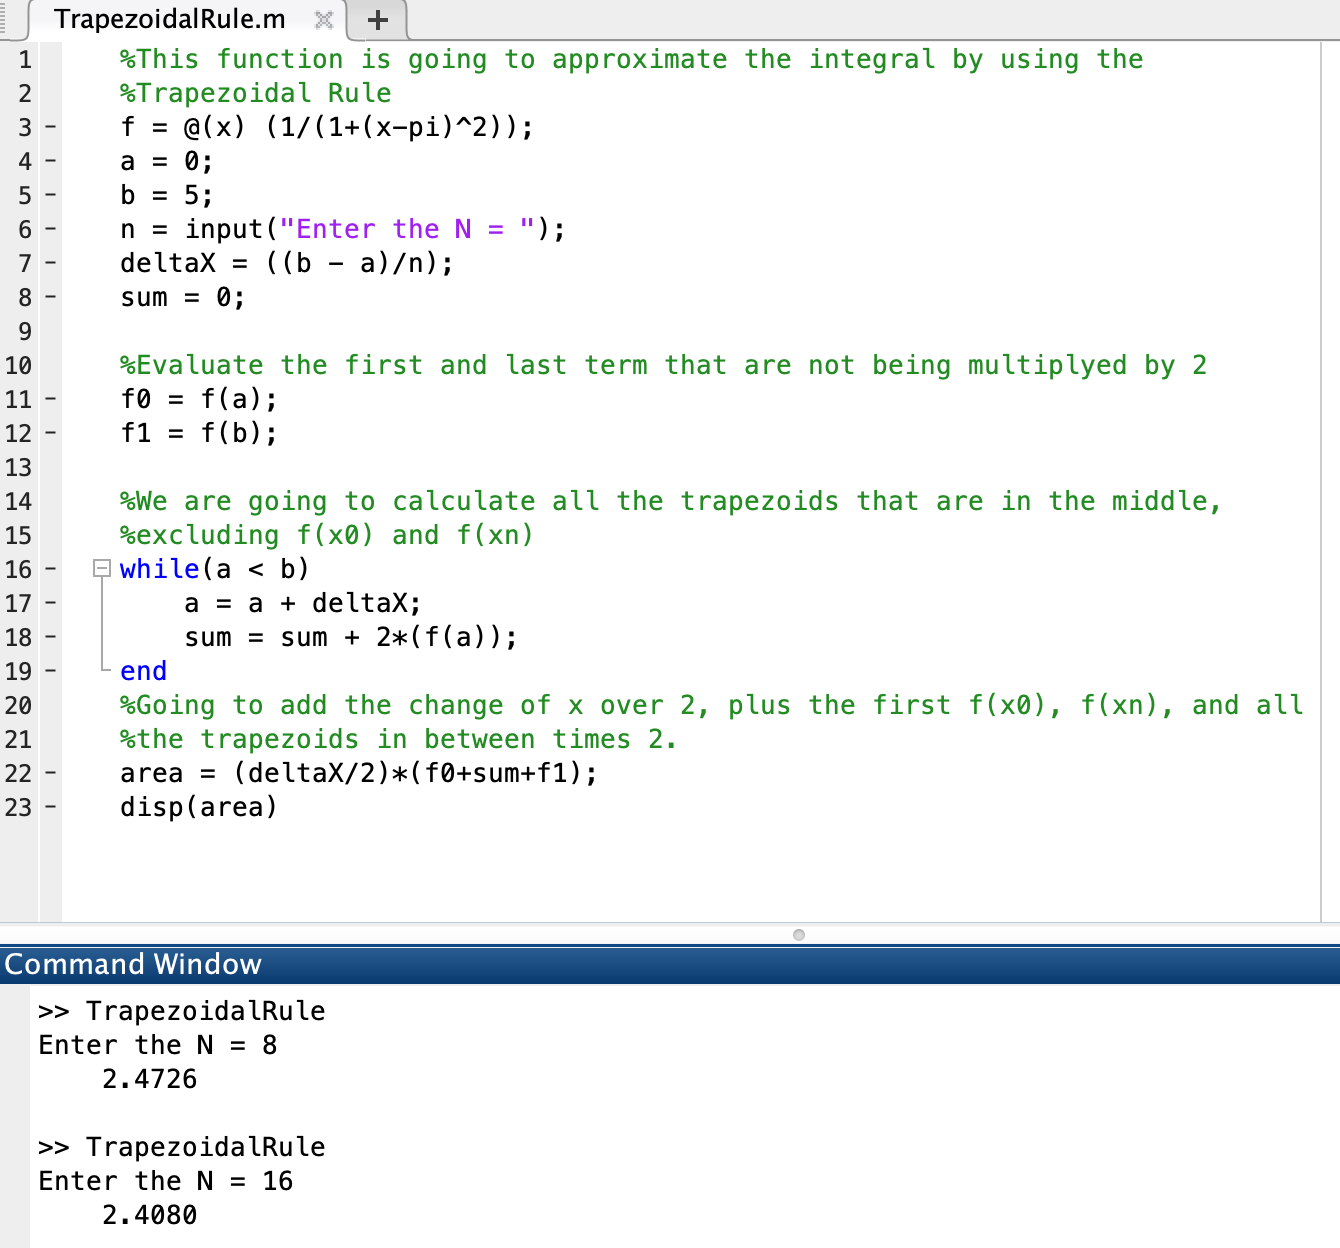 TrapezoidalRule.m
1 %This function is going to approximate the integral by using the
2 %Trapezoidal Rule
3 - f = @(x) (1/(1+(x-pi)^2));
4 - a = 0;
5 - b = 5;
6 - n = input("Enter the N = ");
7 - deltaX = ((b - a)/n);
8 - sum = 0;
9
10 %Evaluate the first and last term that are not being multiplyed by 2
11 - f0 = f(a);
12 - f1 = f(b);
13
14 %We are going to calculate all the trapezoids that are in the middle,
15 %excluding f(x0) and f(xn)
16 - while(a < b)
17 - a = a + deltaX;
18 - sum = sum + 2*(f(a));
19 - end
20 %Going to add the change of x over 2, plus the first f(x0), f(xn), and all
21 %the trapezoids in between times 2.
22 - area = (deltaX/2)*(f0+sum+f1);
23 - disp(area)
Command Window
>> TrapezoidalRule
Enter the N = 8
2.4726
>> TrapezoidalRule
Enter the N = 16
2.4080